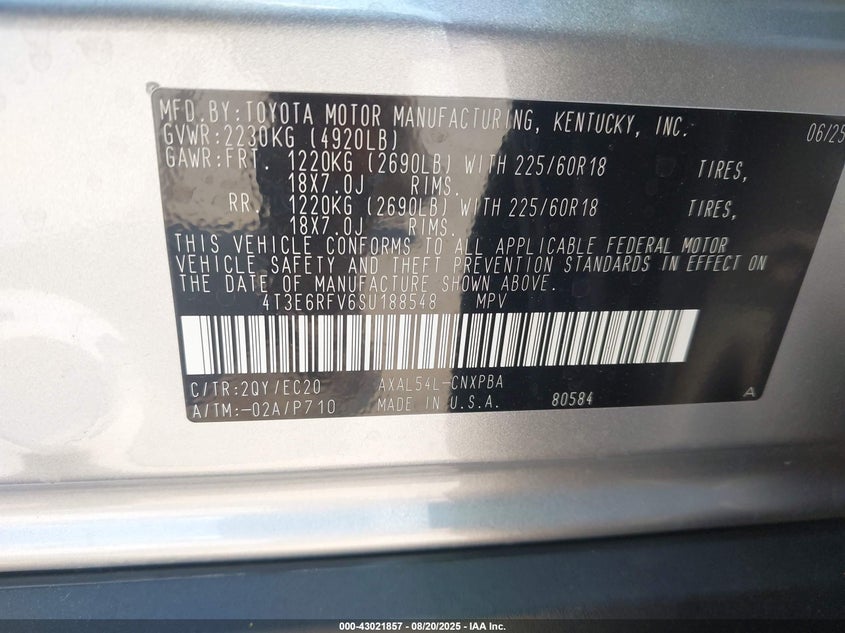 MFD. BY: TOYOTA MOTOR MANUFACTURING, KENTUCKY, INC. 06/25
GVWR: 2230KG (4920LB)
GAWR: FRT. 1220KG (2690LB) WITH 225/60R18 TIRES,
18X7.0J RIMS.
RR. 1220KG (2690LB) WITH 225/60R18 TIRES,
18X7.0J RIMS.
THIS VEHICLE CONFORMS TO ALL APPLICABLE FEDERAL MOTOR
VEHICLE SAFETY AND THEFT PREVENTION STANDARDS IN EFFECT ON
THE DATE OF MANUFACTURE SHOWN ABOVE.
4T3E6RFV6SU188548 MPV
C/TR: 2QY/EC20 AXAL54L-CNXPBA
A/TM: -02A/P710 MADE IN U.S.A. 80584 A
000-43021857 - 08/20/2025 - IAA Inc.